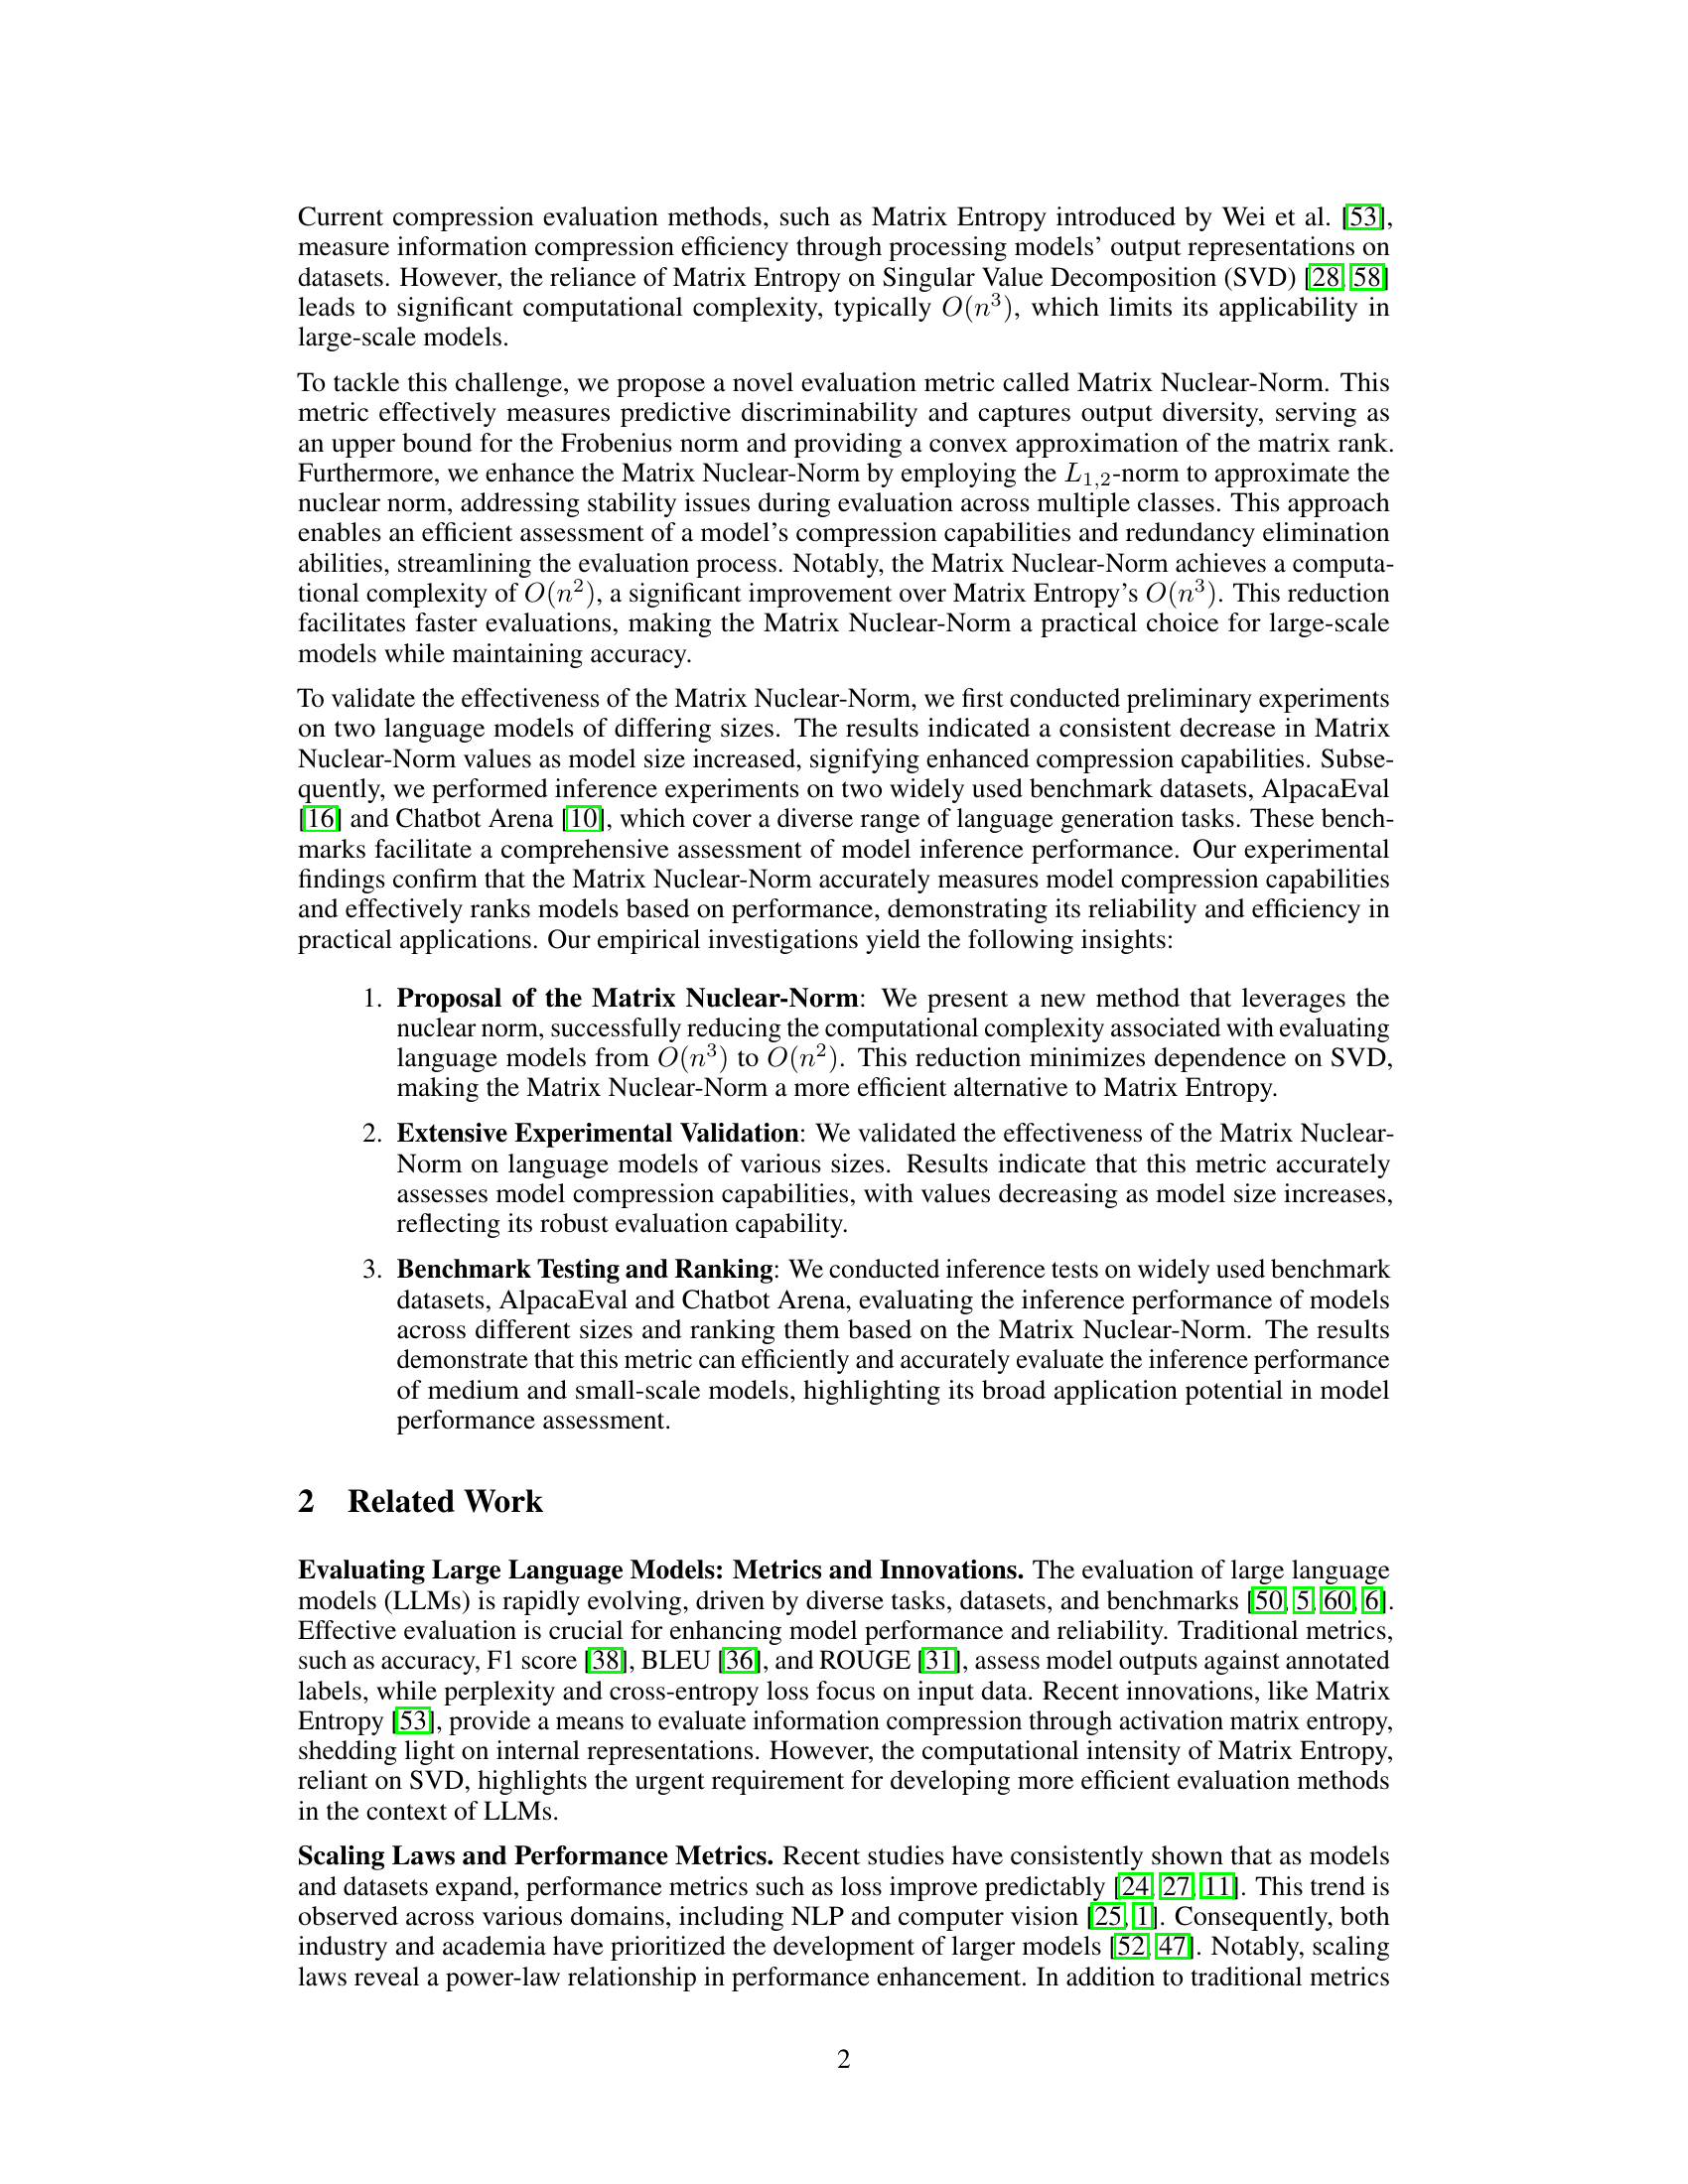 Current compression evaluation methods, such as Matrix Entropy introduced by Wei et al. [53],
measure information compression efficiency through processing models' output representations on
datasets. However, the reliance of Matrix Entropy on Singular Value Decomposition (SVD) [28, 58]
leads to significant computational complexity, typically O(n³), which limits its applicability in
large-scale models.
To tackle this challenge, we propose a novel evaluation metric called Matrix Nuclear-Norm. This
metric effectively measures predictive discriminability and captures output diversity, serving as
an upper bound for the Frobenius norm and providing a convex approximation of the matrix rank.
Furthermore, we enhance the Matrix Nuclear-Norm by employing the L₁,₂-norm to approximate the
nuclear norm, addressing stability issues during evaluation across multiple classes. This approach
enables an efficient assessment of a model's compression capabilities and redundancy elimination
abilities, streamlining the evaluation process. Notably, the Matrix Nuclear-Norm achieves a computa-
tional complexity of O(n²), a significant improvement over Matrix Entropy's O(n³). This reduction
facilitates faster evaluations, making the Matrix Nuclear-Norm a practical choice for large-scale
models while maintaining accuracy.
To validate the effectiveness of the Matrix Nuclear-Norm, we first conducted preliminary experiments
on two language models of differing sizes. The results indicated a consistent decrease in Matrix
Nuclear-Norm values as model size increased, signifying enhanced compression capabilities. Subse-
quently, we performed inference experiments on two widely used benchmark datasets, AlpacaEval
[16] and Chatbot Arena [10], which cover a diverse range of language generation tasks. These bench-
marks facilitate a comprehensive assessment of model inference performance. Our experimental
findings confirm that the Matrix Nuclear-Norm accurately measures model compression capabilities
and effectively ranks models based on performance, demonstrating its reliability and efficiency in
practical applications. Our empirical investigations yield the following insights:
1. Proposal of the Matrix Nuclear-Norm: We present a new method that leverages the
nuclear norm, successfully reducing the computational complexity associated with evaluating
language models from O(n³) to O(n²). This reduction minimizes dependence on SVD,
making the Matrix Nuclear-Norm a more efficient alternative to Matrix Entropy.
2. Extensive Experimental Validation: We validated the effectiveness of the Matrix Nuclear-
Norm on language models of various sizes. Results indicate that this metric accurately
assesses model compression capabilities, with values decreasing as model size increases,
reflecting its robust evaluation capability.
3. Benchmark Testing and Ranking: We conducted inference tests on widely used benchmark
datasets, AlpacaEval and Chatbot Arena, evaluating the inference performance of models
across different sizes and ranking them based on the Matrix Nuclear-Norm. The results
demonstrate that this metric can efficiently and accurately evaluate the inference performance
of medium and small-scale models, highlighting its broad application potential in model
performance assessment.
2 Related Work
Evaluating Large Language Models: Metrics and Innovations. The evaluation of large language
models (LLMs) is rapidly evolving, driven by diverse tasks, datasets, and benchmarks [50, 5, 60, 6].
Effective evaluation is crucial for enhancing model performance and reliability. Traditional metrics,
such as accuracy, F1 score [38], BLEU [36], and ROUGE [31], assess model outputs against annotated
labels, while perplexity and cross-entropy loss focus on input data. Recent innovations, like Matrix
Entropy [53], provide a means to evaluate information compression through activation matrix entropy,
shedding light on internal representations. However, the computational intensity of Matrix Entropy,
reliant on SVD, highlights the urgent requirement for developing more efficient evaluation methods
in the context of LLMs.
Scaling Laws and Performance Metrics. Recent studies have consistently shown that as models
and datasets expand, performance metrics such as loss improve predictably [24, 27, 11]. This trend is
observed across various domains, including NLP and computer vision [25, 1]. Consequently, both
industry and academia have prioritized the development of larger models [52, 47]. Notably, scaling
laws reveal a power-law relationship in performance enhancement. In addition to traditional metrics
2